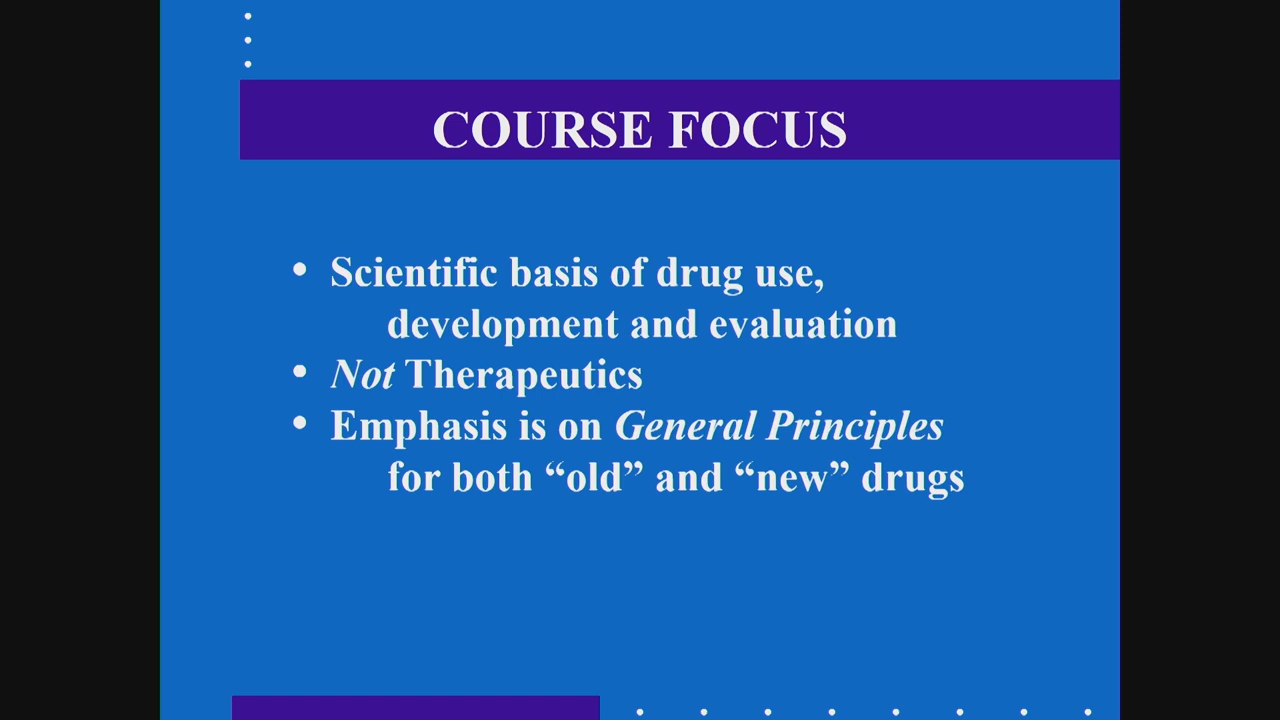 COURSE FOCUS
• Scientific basis of drug use,
development and evaluation
• Not Therapeutics
• Emphasis is on General Principles
for both “old” and “new” drugs